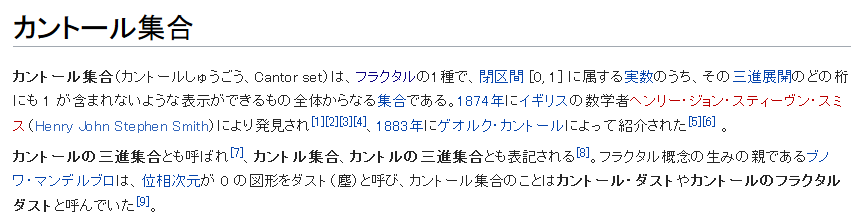 カントール集合
カントール集合(カントールしゅうごう、Cantor set)は、フラクタルの1種で、閉区間 [0, 1] に属する実数のうち、その三進展開のどの桁
にも 1 が含まれないような表示ができるもの全体からなる集合である。1874年にイギリスの数学者ヘンリー・ジョン・スティーヴン・スミ
ス(Henry John Stephen Smith)により発見され[1][2][3][4]、1883年にゲオルク・カントールによって紹介された[5][6] 。
カントールの三進集合とも呼ばれ[7]、カントル集合、カントルの三進集合とも表記される[8]。フラクタル概念の生みの親であるブノ
ワ・マンデルブロは、位相次元が 0 の図形をダスト(塵)と呼び、カントール集合のことはカントール・ダストやカントールのフラクタル
ダストと呼んでいた[9]。